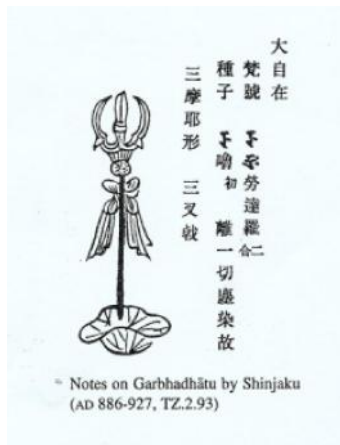 大自在
梵號 勞達羅二合
種子 嚕初 離一切塵染故
三摩耶形 三叉戟
Notes on Garbhadhātu by Shinjaku
(AD 886-927, TZ.2.93)